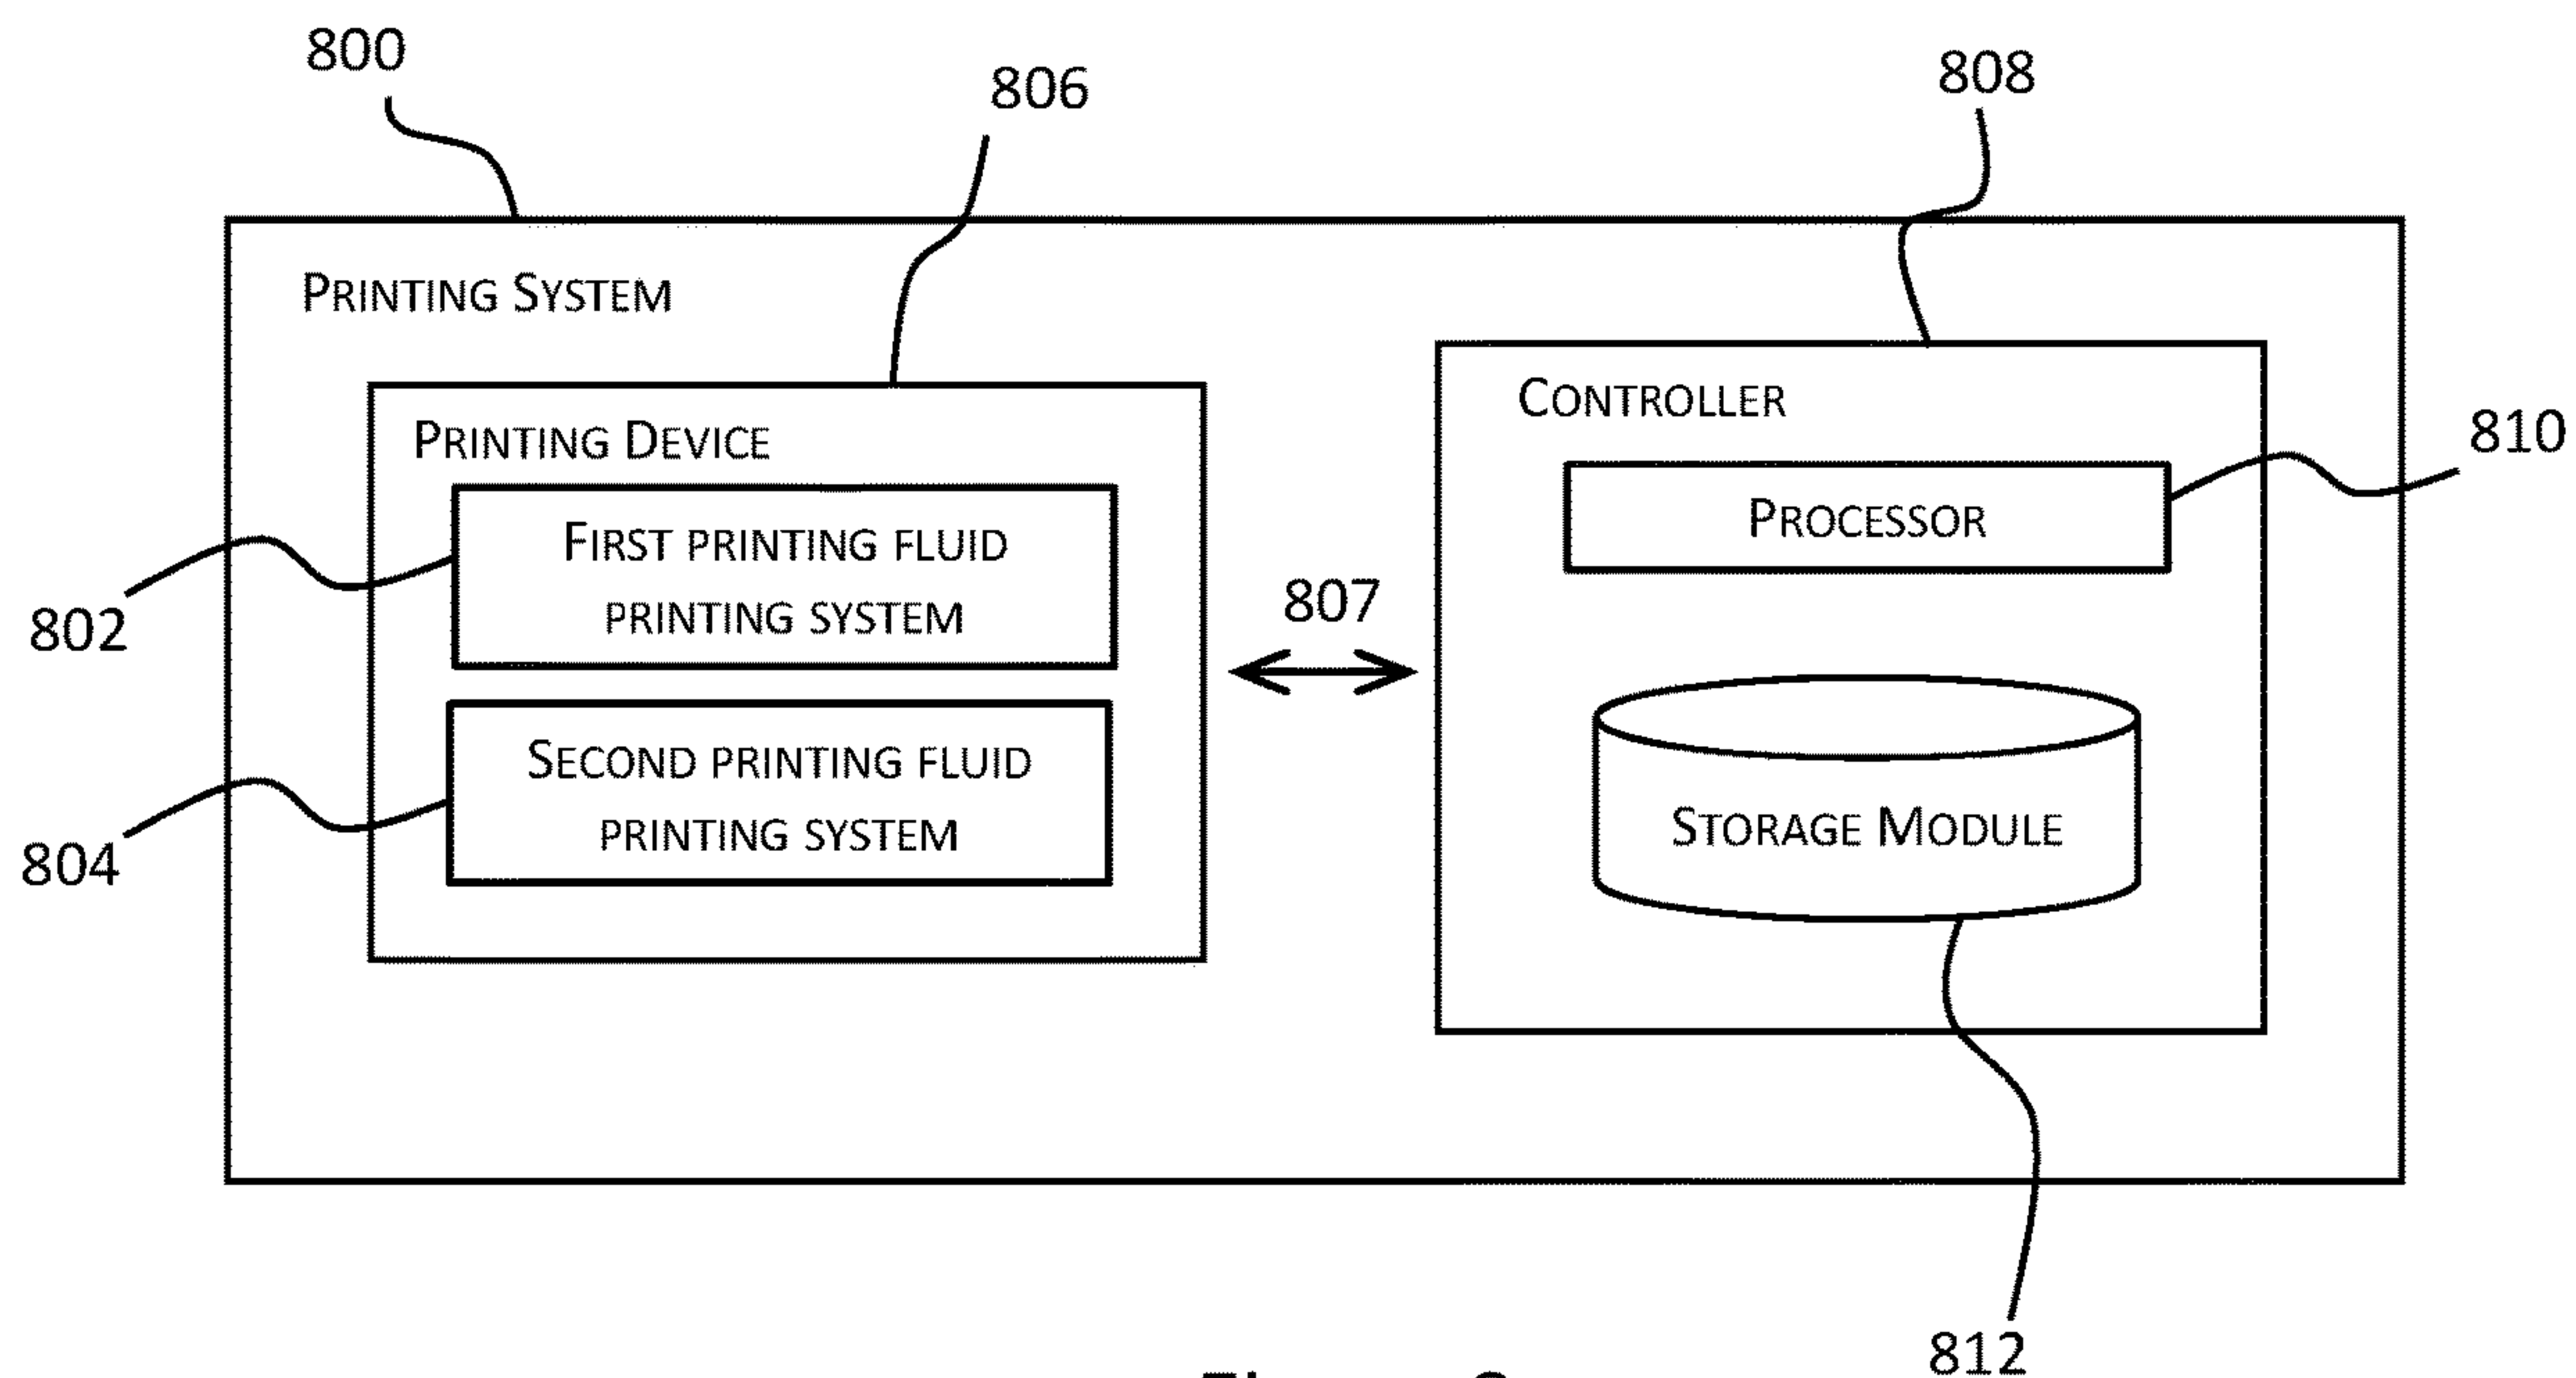 800
806
808
PRINTING SYSTEM
CONTROLLER
PRINTING DEVICE
810
PROCESSOR
FIRST PRINTING FLUID
PRINTING SYSTEM
807
802
SECOND PRINTING FLUID
PRINTING SYSTEM
STORAGE MODULE
804
812